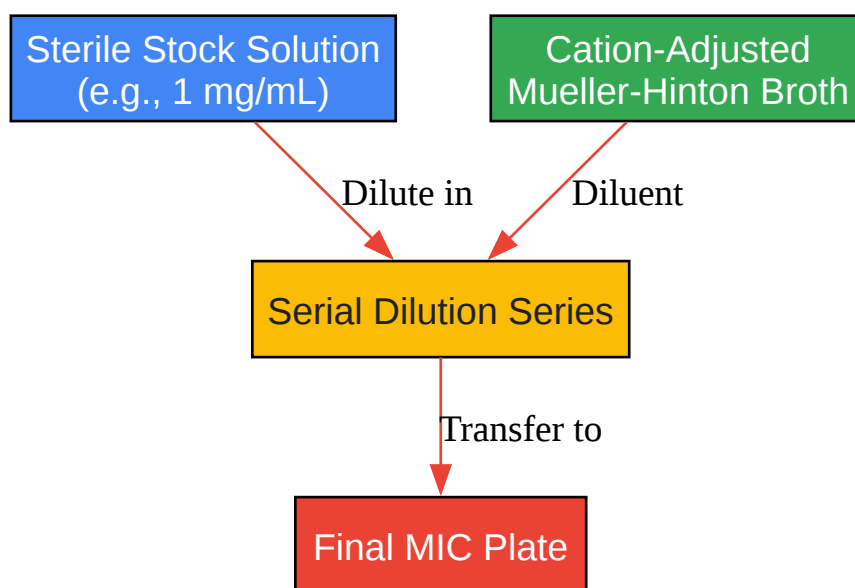 Sterile Stock Solution
(e.g., 1 mg/mL)
Cation-Adjusted
Mueller-Hinton Broth
Dilute in
Diluent
Serial Dilution Series
Transfer to
Final MIC Plate